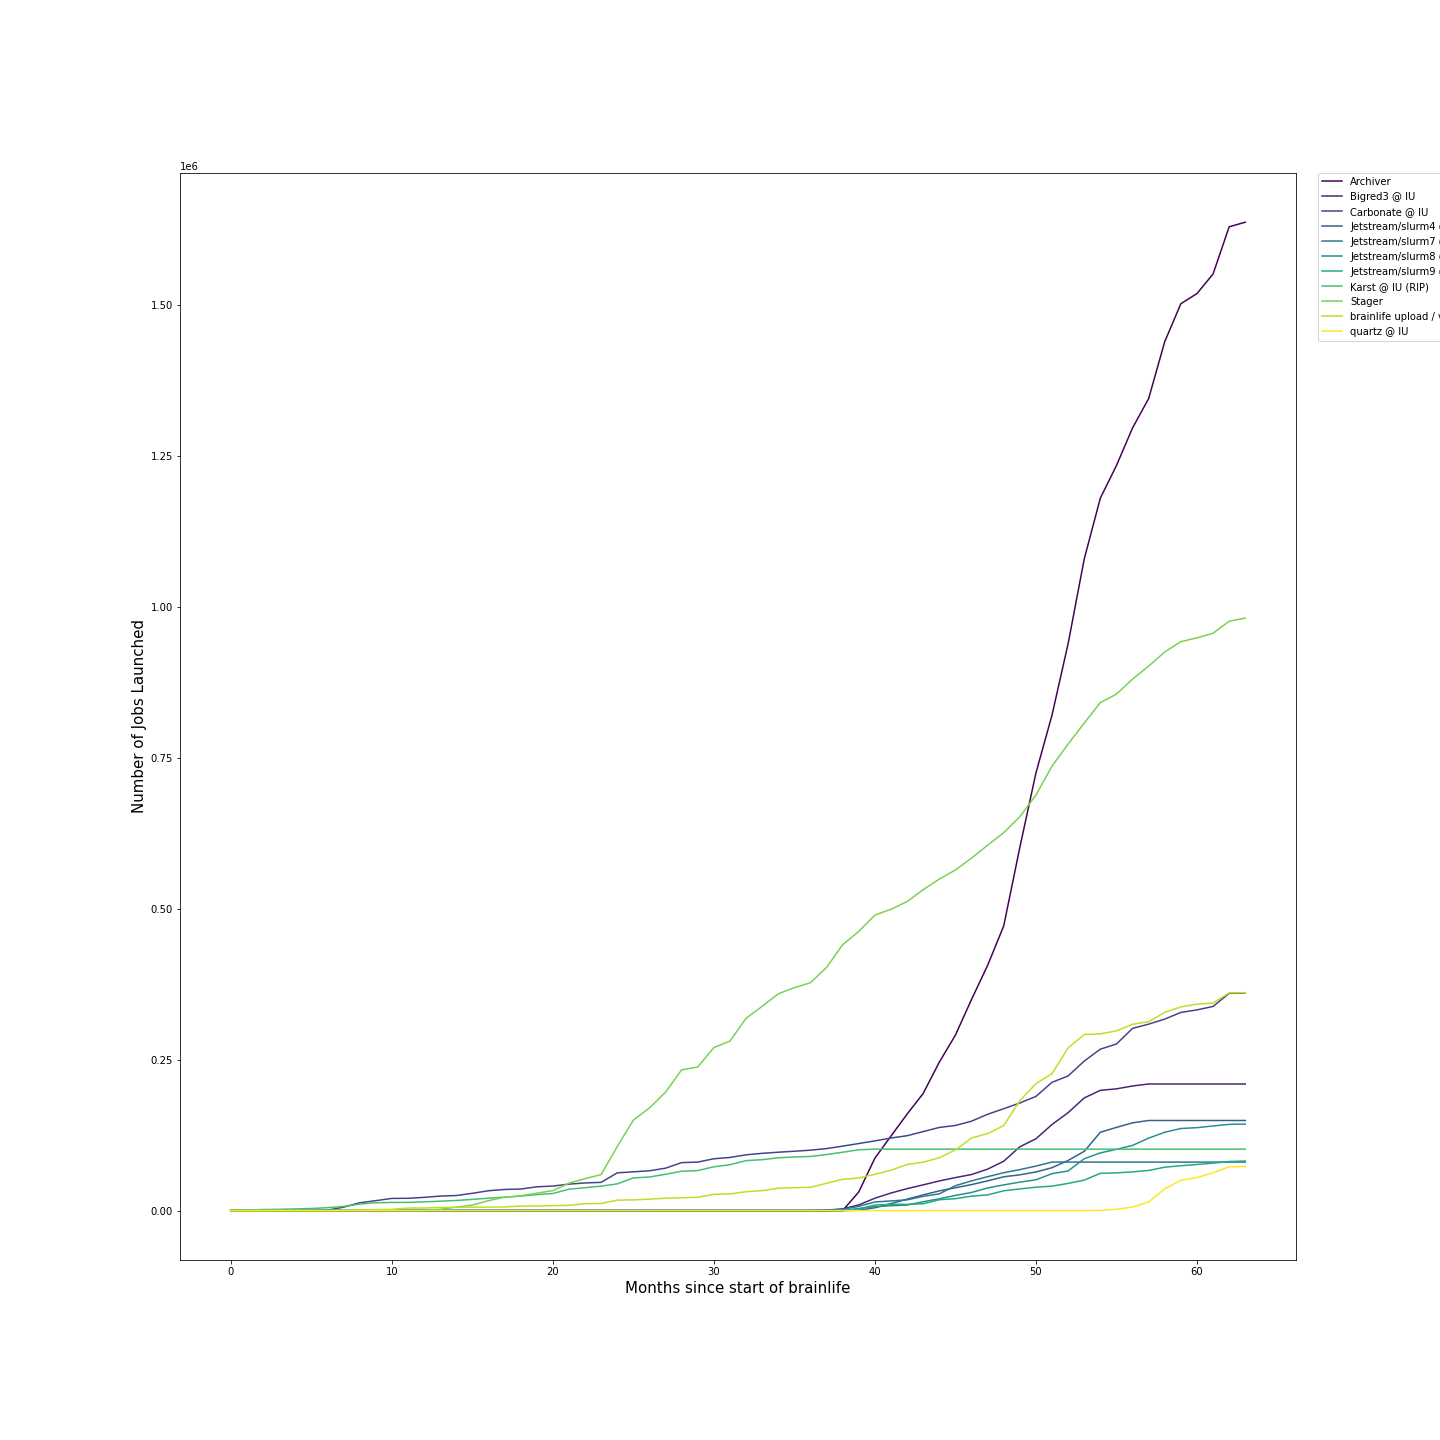 1e6
Archiver
Bigred3 @ IU
Carbonate @ IU
Jetstream/slurm4
Jetstream/slurm7
Jetstream/slurm8
Jetstream/slurm9
Karst @ IU (RIP)
Stager
brainlife upload /
quartz @ IU
1.50
1.25
1.00
0.75
0.50
0.25
0.00
Number of Jobs Launched
0 10 20 30 40 50 60
Months since start of brainlife